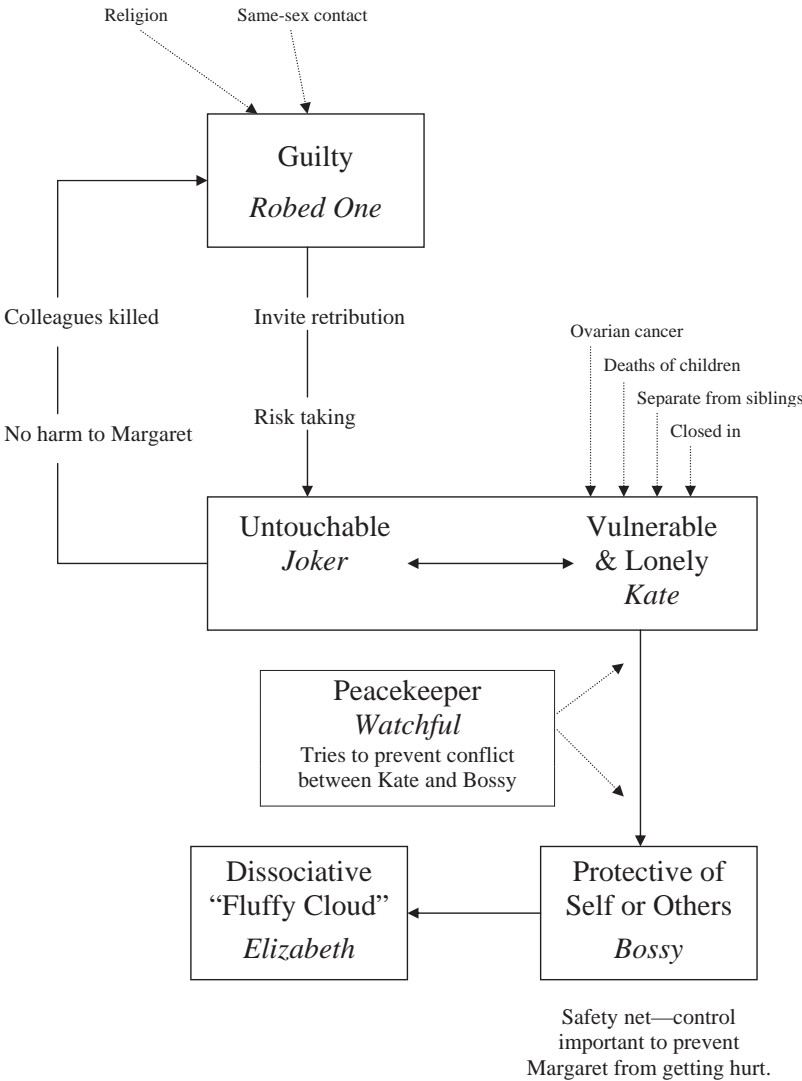 Religion
Same-sex contact
Guilty
Robed One
Colleagues killed
Invite retribution
Ovarian cancer
Deaths of children
Separate from siblings
Closed in
No harm to Margaret
Risk taking
Untouchable
Joker
Vulnerable
& Lonely
Kate
Peacekeeper
Watchful
Tries to prevent conflict
between Kate and Bossy
Dissociative
“Fluffy Cloud”
Elizabeth
Protective of
Self or Others
Bossy
Safety net—control
important to prevent
Margaret from getting hurt.